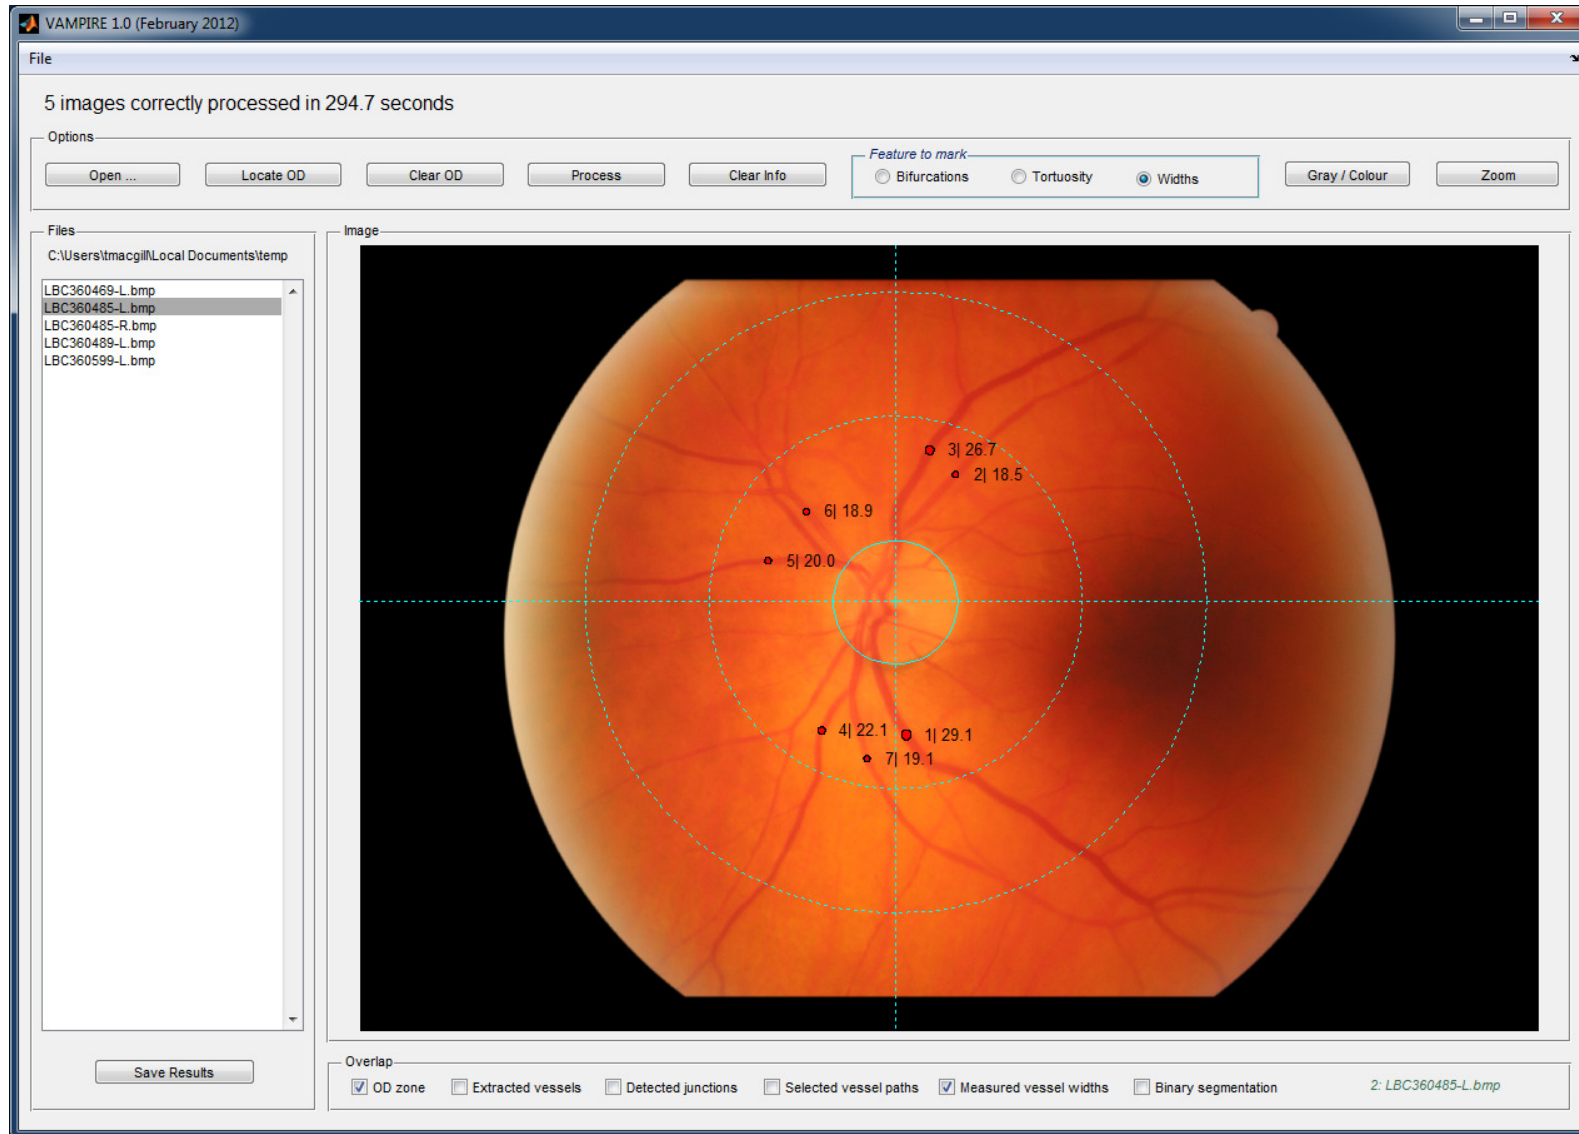 VAMPIRE 1.0 (February 2012)
File
5 images correctly processed in 294.7 seconds
Options
Open ...
Locate OD
Clear OD
Process
Clear Info
Feature to mark
Bifurcations
Tortuosity
Widths
Gray / Colour
Zoom
Files
C:\Users\tmacgill\Local Documents\temp
LBC360469-L.bmp
LBC360485-L.bmp
LBC360485-R.bmp
LBC360489-L.bmp
LBC360599-L.bmp
Save Results
Image
3| 26.7
2| 18.5
6| 18.9
5| 20.0
4| 22.1
1| 29.1
7| 19.1
Overlap
OD zone
Extracted vessels
Detected junctions
Selected vessel paths
Measured vessel widths
Binary segmentation
2: LBC360485-L.bmp